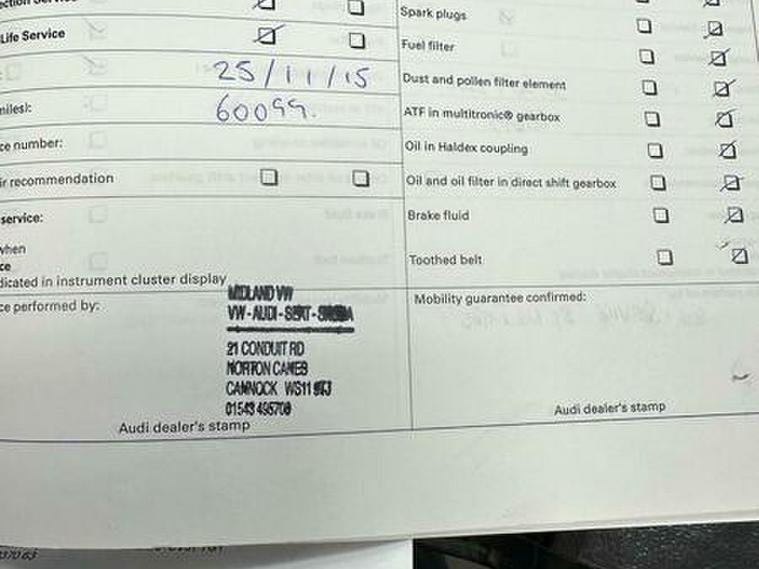 Life Service
25/11/15
miles):
60099.
ce number:
ir recommendation
service:
when
ce
dicated in instrument cluster display
ce performed by:
MIDLAND VW
VW-AUDI-SEAT-SKODA
21 CONDUIT RD
NORTON CANES
CANNOCK WS11
Audi dealer's stamp
Spark plugs
Fuel filter
Dust and pollen filter element
ATF in multitronic® gearbox
Oil in Haldex coupling
Oil and oil filter in direct shift gearbox
Brake fluid
Toothed belt
Mobility guarantee confirmed:
Audi dealer's stamp